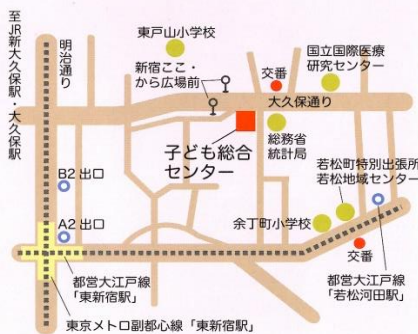 至JR新大久保駅・大久保駅
明治通り
東戸山小学校
新宿ここ・
から広場前
交番
国立国際医療
研究センター
大久保通り
子ども総合
センター
総務省
統計局
若松町特別出張所
若松地域センター
B2 出口
A2 出口
余丁町小学校
交番
都営大江戸線
「東新宿駅」
都営大江戸線
「若松河田駅」
東京メトロ副都心線「東新宿駅」